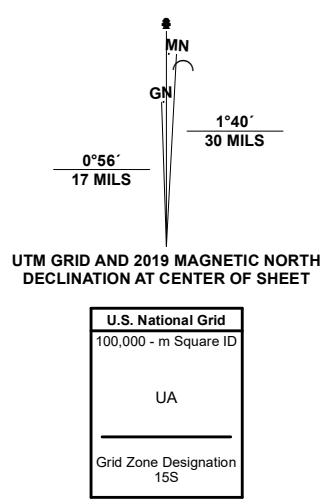 MN
GN
1°40´
30 MILS
0°56´
17 MILS
UTM GRID AND 2019 MAGNETIC NORTH
DECLINATION AT CENTER OF SHEET
U.S. National Grid
100,000 - m Square ID
UA
Grid Zone Designation
15S